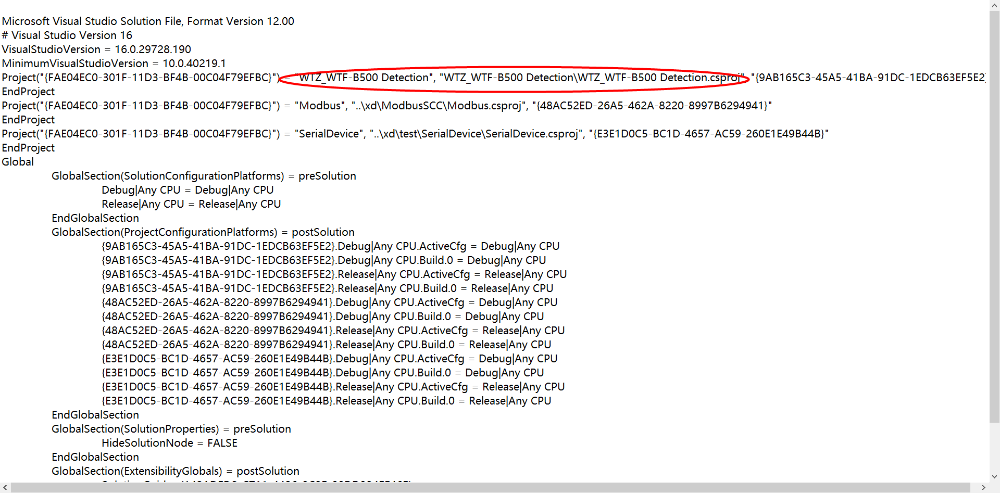 Microsoft Visual Studio Solution File, Format Version 12.00
# Visual Studio Version 16
VisualStudioVersion = 16.0.29728.190
MinimumVisualStudioVersion = 10.0.40219.1
Project("{FAE04EC0-301F-11D3-BF4B-00C04F79EFBC}") = "WTZ_WTF-B500 Detection", "WTZ_WTF-B500 Detection\WTZ_WTF-B500 Detection.csproj", "{9AB165C3-45A5-41BA-91DC-1EDCB63EF5E2}
EndProject
Project("{FAE04EC0-301F-11D3-BF4B-00C04F79EFBC}") = "Modbus", "..\xd\ModbusSCC\Modbus.csproj", "{48AC52ED-26A5-462A-8220-8997B6294941}"
EndProject
Project("{FAE04EC0-301F-11D3-BF4B-00C04F79EFBC}") = "SerialDevice", "..\xd\test\SerialDevice\SerialDevice.csproj", "{E3E1D0C5-BC1D-4657-AC59-260E1E49B44B}"
EndProject
Global
GlobalSection(SolutionConfigurationPlatforms) = preSolution
Debug|Any CPU = Debug|Any CPU
Release|Any CPU = Release|Any CPU
EndGlobalSection
GlobalSection(ProjectConfigurationPlatforms) = postSolution
{9AB165C3-45A5-41BA-91DC-1EDCB63EF5E2}.Debug|Any CPU.ActiveCfg = Debug|Any CPU
{9AB165C3-45A5-41BA-91DC-1EDCB63EF5E2}.Debug|Any CPU.Build.0 = Debug|Any CPU
{9AB165C3-45A5-41BA-91DC-1EDCB63EF5E2}.Release|Any CPU.ActiveCfg = Release|Any CPU
{9AB165C3-45A5-41BA-91DC-1EDCB63EF5E2}.Release|Any CPU.Build.0 = Release|Any CPU
{48AC52ED-26A5-462A-8220-8997B6294941}.Debug|Any CPU.ActiveCfg = Debug|Any CPU
{48AC52ED-26A5-462A-8220-8997B6294941}.Debug|Any CPU.Build.0 = Debug|Any CPU
{48AC52ED-26A5-462A-8220-8997B6294941}.Release|Any CPU.ActiveCfg = Release|Any CPU
{48AC52ED-26A5-462A-8220-8997B6294941}.Release|Any CPU.Build.0 = Release|Any CPU
{E3E1D0C5-BC1D-4657-AC59-260E1E49B44B}.Debug|Any CPU.ActiveCfg = Debug|Any CPU
{E3E1D0C5-BC1D-4657-AC59-260E1E49B44B}.Debug|Any CPU.Build.0 = Debug|Any CPU
{E3E1D0C5-BC1D-4657-AC59-260E1E49B44B}.Release|Any CPU.ActiveCfg = Release|Any CPU
{E3E1D0C5-BC1D-4657-AC59-260E1E49B44B}.Release|Any CPU.Build.0 = Release|Any CPU
EndGlobalSection
GlobalSection(SolutionProperties) = preSolution
HideSolutionNode = FALSE
EndGlobalSection
GlobalSection(ExtensibilityGlobals) = postSolution